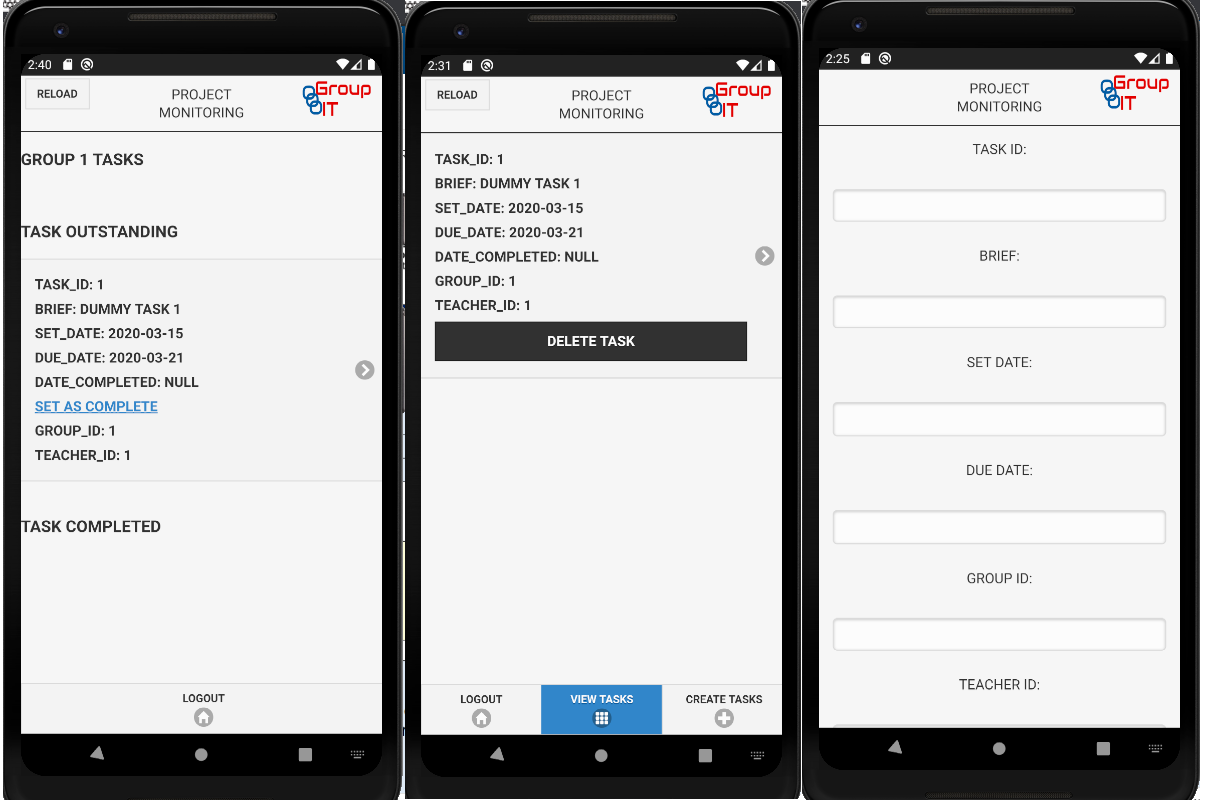 2:40
RELOAD
PROJECT
MONITORING
Group
IT
GROUP 1 TASKS
TASK OUTSTANDING
TASK_ID: 1
BRIEF: DUMMY TASK 1
SET_DATE: 2020-03-15
DUE_DATE: 2020-03-21
DATE_COMPLETED: NULL
SET AS COMPLETE
GROUP_ID: 1
TEACHER_ID: 1
TASK COMPLETED
LOGOUT
2:31
RELOAD
PROJECT
MONITORING
Group
IT
TASK_ID: 1
BRIEF: DUMMY TASK 1
SET_DATE: 2020-03-15
DUE_DATE: 2020-03-21
DATE_COMPLETED: NULL
GROUP_ID: 1
TEACHER_ID: 1
DELETE TASK
LOGOUT
VIEW TASKS
CREATE TASKS
2:25
PROJECT
MONITORING
Group
IT
TASK ID:
BRIEF:
SET DATE:
DUE DATE:
GROUP ID:
TEACHER ID: